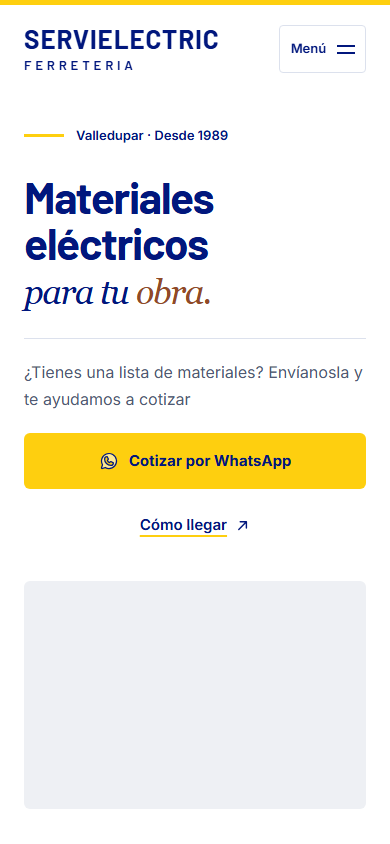 SERVIELECTRIC
FERRETERIA
Menú
Valledupar · Desde 1989
Materiales
eléctricos
para tu obra.
¿Tienes una lista de materiales? Envíanosla y
te ayudamos a cotizar
Cotizar por WhatsApp
Cómo llegar